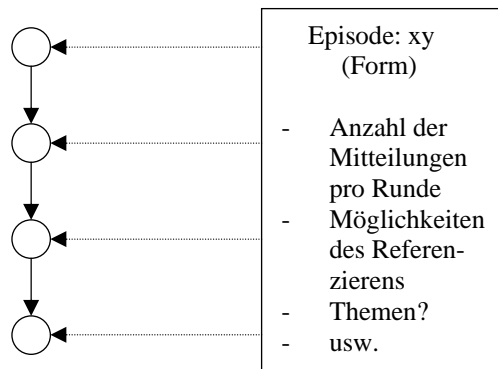 Episode: xy
(Form)
- Anzahl der
Mitteilungen
pro Runde
- Möglichkeiten
des Referen-
zierens
- Themen?
- usw.